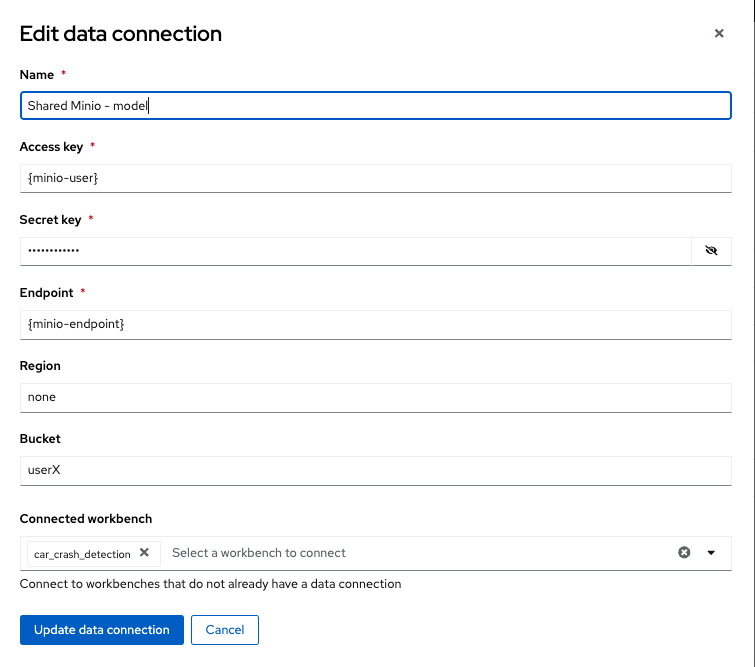 Edit data connection
Name *
Shared Minio - model
Access key *
{minio-user}
Secret key *
••••••••••••
Endpoint *
{minio-endpoint}
Region
none
Bucket
userX
Connected workbench
car_crash_detection Select a workbench to connect
Connect to workbenches that do not already have a data connection
Update data connection Cancel